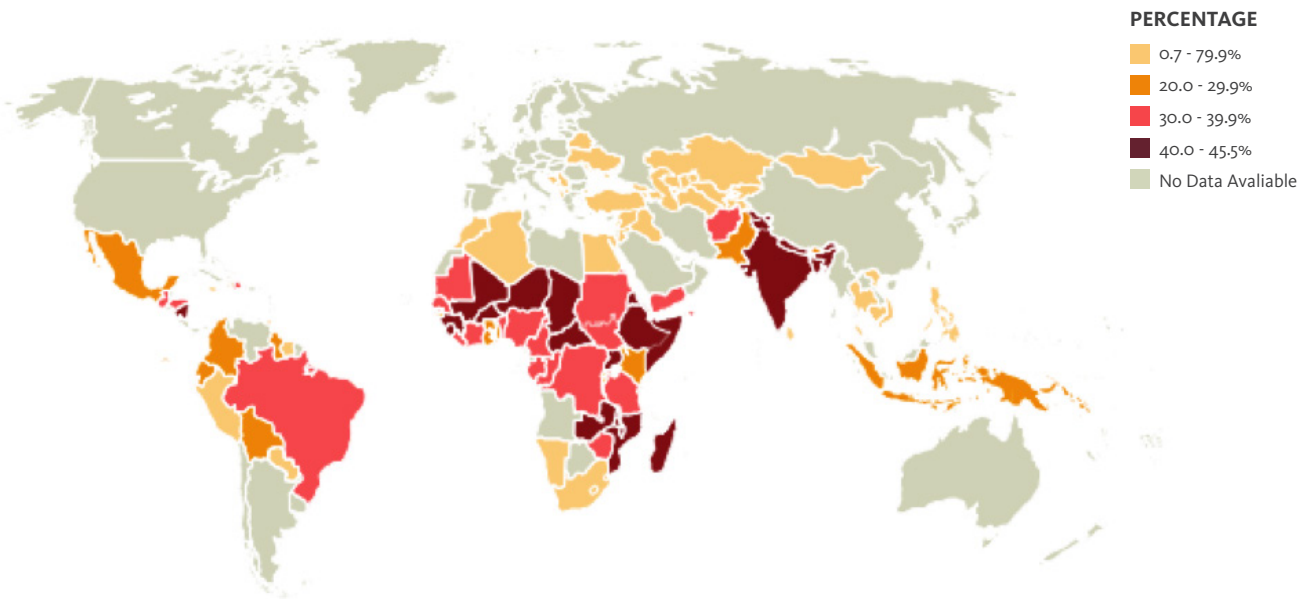 PERCENTAGE
0.7 - 79.9%
20.0 - 29.9%
30.0 - 39.9%
40.0 - 45.5%
No Data Avaliable